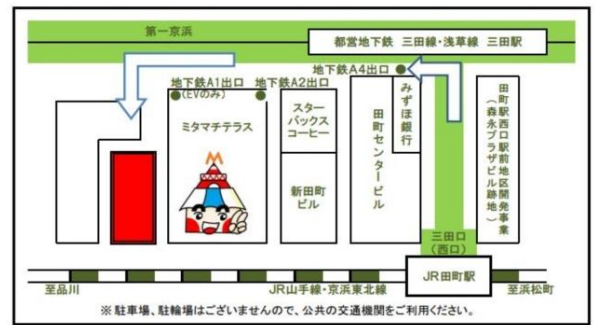 第一京浜
都営地下鉄 三田線・浅草線 三田駅
地下鉄A1出口
(EVのみ)
地下鉄A2出口
地下鉄A4出口
ミタマチテラス
スター
バックス
コーヒー
新田町
ビル
田町センタービル
みずほ銀行
田町駅西口駅前地区開発事業
(森永プラザビル跡地)
三田口
(西口)
JR田町駅
至品川
JR山手線・京浜東北線
至浜松町
※ 駐車場、駐輪場はございませんので、公共の交通機関をご利用ください。